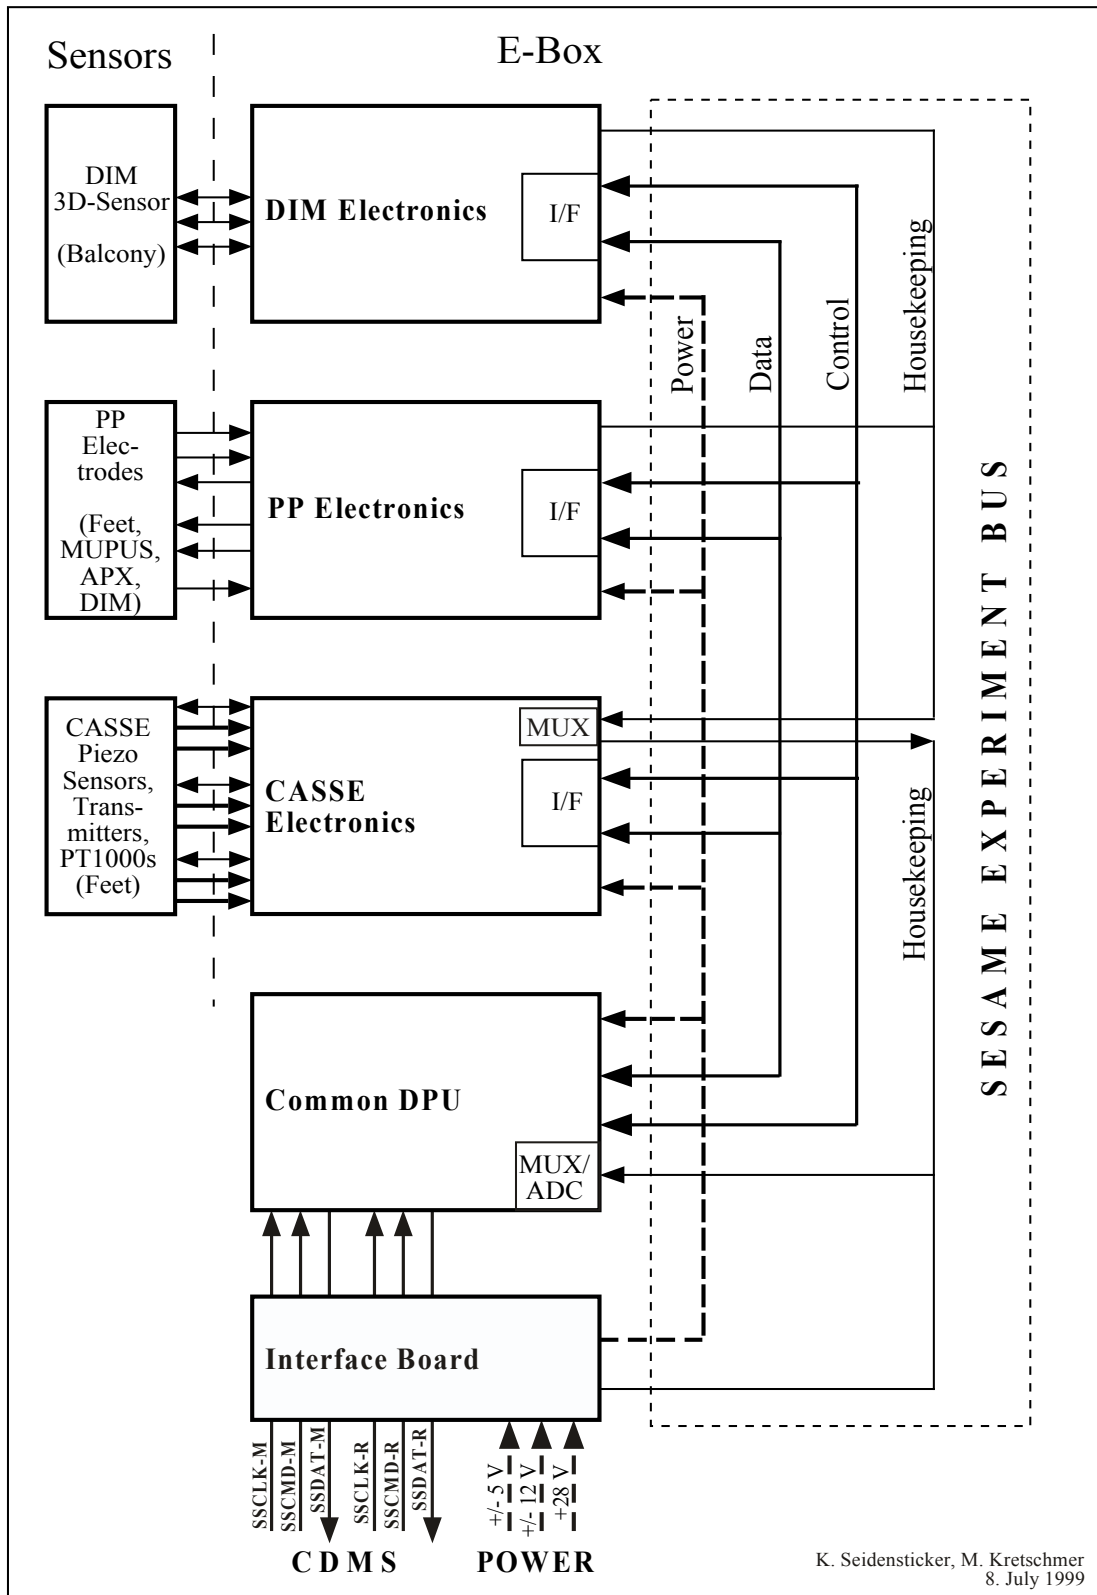 Sensors
E-Box
DIM
3D-Sensor
(Balcony)
DIM Electronics
I/F
Power
Data
Control
Housekeeping
PP
Elec-
trodes
(Feet,
MUPUS,
APX,
DIM)
PP Electronics
I/F
CASSE
Piezo
Sensors,
Trans-
mitters,
PT1000s
(Feet)
CASSE
Electronics
MUX
I/F
Housekeeping
SESAME EXPERIMENT BUS
Common DPU
MUX/
ADC
Interface Board
SSCLK-M
SSCMD-M
SSDAT-M
SSCLK-R
SSCMD-R
SSDAT-R
+/- 5 V
+/- 12 V
+28 V
CDMS
POWER
K. Seidensticker, M. Kretschmer
8. July 1999